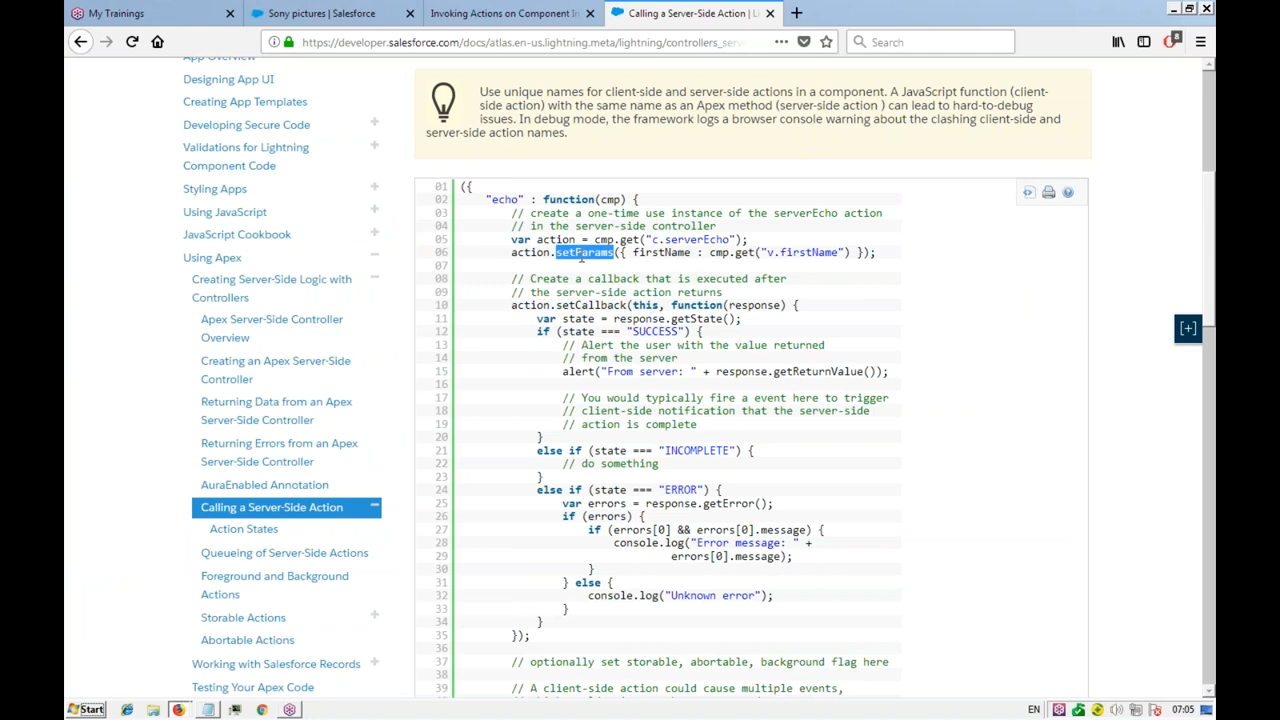 My Trainings
Sony pictures | Salesforce
Invoking Actions on Component In
Calling a Server-Side Action | Li
https://developer.salesforce.com/docs/atlas.en-us.lightning.meta/lightning/controllers_serv
Search
8
App Overview
Designing App UI
Creating App Templates
Developing Secure Code
Validations for Lightning
Component Code
Styling Apps
Using JavaScript
JavaScript Cookbook
Using Apex
Creating Server-Side Logic with
Controllers
Apex Server-Side Controller
Overview
Creating an Apex Server-Side
Controller
Returning Data from an Apex
Server-Side Controller
Returning Errors from an Apex
Server-Side Controller
AuraEnabled Annotation
Calling a Server-Side Action
Action States
Queueing of Server-Side Actions
Foreground and Background
Actions
Storable Actions
Abortable Actions
Working with Salesforce Records
Testing Your Apex Code
Use unique names for client-side and server-side actions in a component. A JavaScript function (client-
side action) with the same name as an Apex method (server-side action ) can lead to hard-to-debug
issues. In debug mode, the framework logs a browser console warning about the clashing client-side and
server-side action names.
01 ({
02 "echo" : function(cmp) {
03 // create a one-time use instance of the serverEcho action
04 // in the server-side controller
05 var action = cmp.get("c.serverEcho");
06 action.setParams({ firstName : cmp.get("v.firstName") });
07
08 // Create a callback that is executed after
09 // the server-side action returns
10 action.setCallback(this, function(response) {
11 var state = response.getState();
12 if (state === "SUCCESS") {
13 // Alert the user with the value returned
14 // from the server
15 alert("From server: " + response.getReturnValue());
16
17 // You would typically fire a event here to trigger
18 // client-side notification that the server-side
19 // action is complete
20 }
21 else if (state === "INCOMPLETE") {
22 // do something
23 }
24 else if (state === "ERROR") {
25 var errors = response.getError();
26 if (errors) {
27 if (errors[0] && errors[0].message) {
28 console.log("Error message: " +
29 errors[0].message);
30 }
31 } else {
32 console.log("Unknown error");
33 }
34 }
35 });
36
37 // optionally set storable, abortable, background flag here
38
39 // A client-side action could cause multiple events,
[+]
Start
EN
07:05